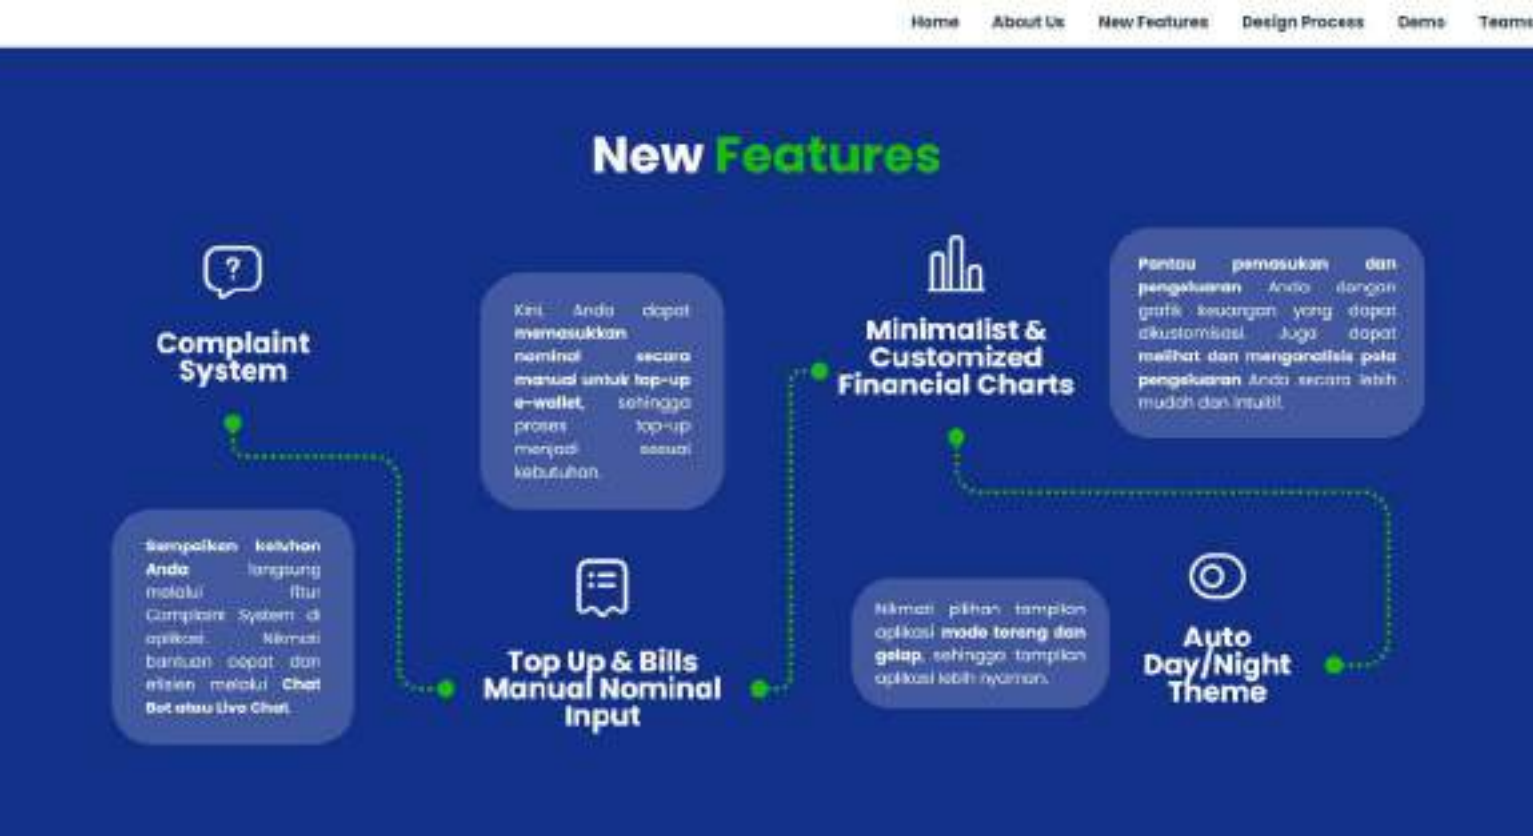 Home About Us New Features Design Process Demo Teams
New Features
?
Complaint
System
Sampaikan keluhan
Anda langsung
melalui fitur
Complaint System di
aplikasi. Nikmati
bantuan cepat dan
efisien melalui Chat
Bot atau Live Chat.
Kini Anda dapat
memasukkan
nominal secara
manual untuk top-up
e-wallet, sehingga
proses top-up
menjadi sesuai
kebutuhan.
Top Up & Bills
Manual Nominal
Input
Minimalist &
Customized
Financial Charts
Pantau pemasukan dan
pengeluaran Anda dengan
grafik keuangan yang dapat
dikustomisasi. Juga dapat
melihat dan menganalisis pola
pengeluaran Anda secara lebih
mudah dan intuitif.
Nikmati pilihan tampilan
aplikasi mode terang dan
gelap, sehingga tampilan
aplikasi lebih nyaman.
Auto
Day/Night
Theme